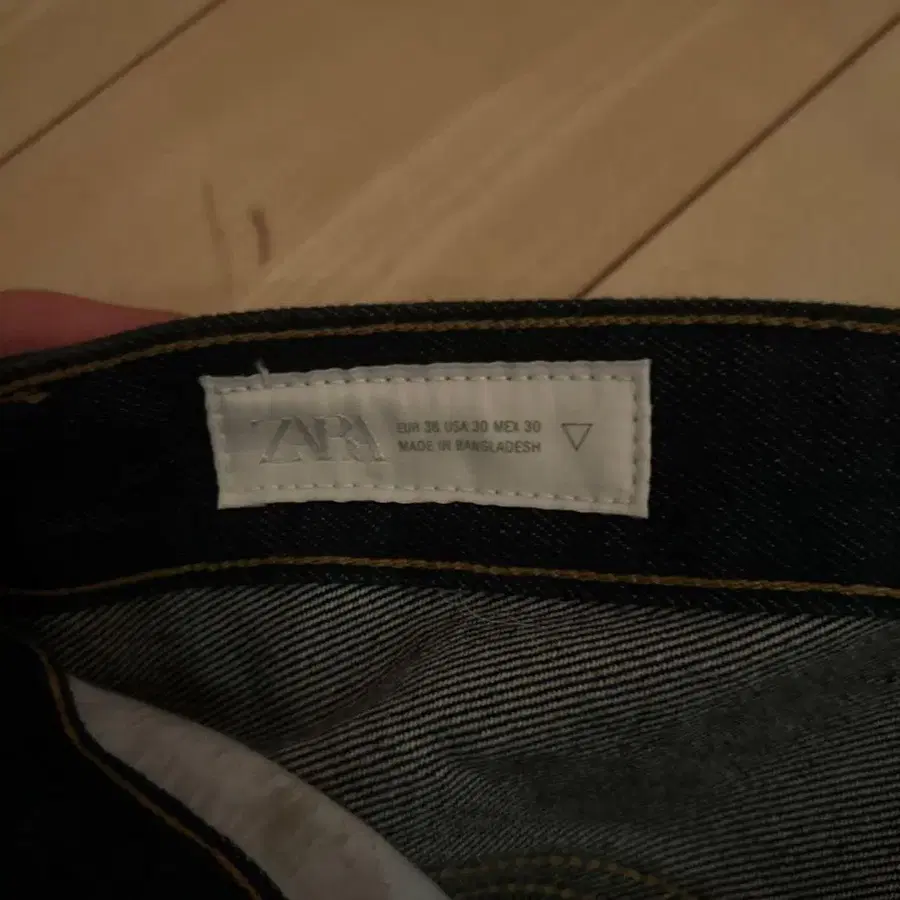 ZARA
EUR 38 USA 30 MEX 30
MADE IN BANGLADESH